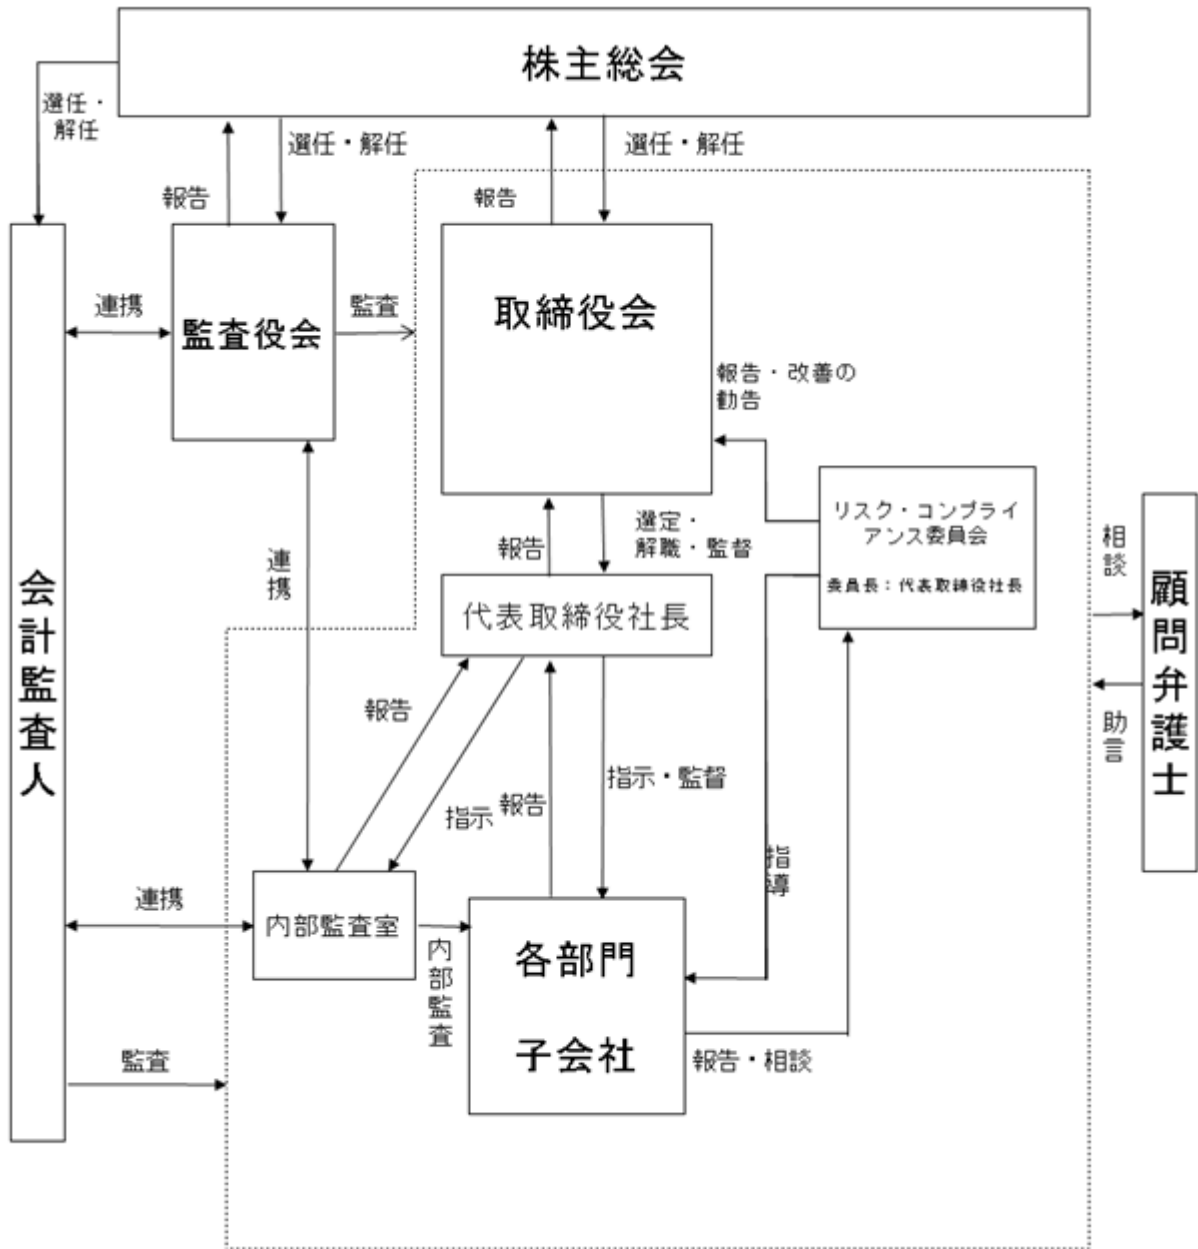 株主総会
選任・
解任
選任・解任
選任・解任
報告
報告
連携
監査役会
監査
取締役会
報告・改善の
勧告
リスク・コンプライ
アンス委員会
委員長：代表取締役社長
選定・
解職・監督
報告
連携
相談
代表取締役社長
会計監査人
顧問弁護士
助言
報告
指示
報告
指示・監督
指導
連携
内部監査室
内部監査
各部門
子会社
監査
報告・相談